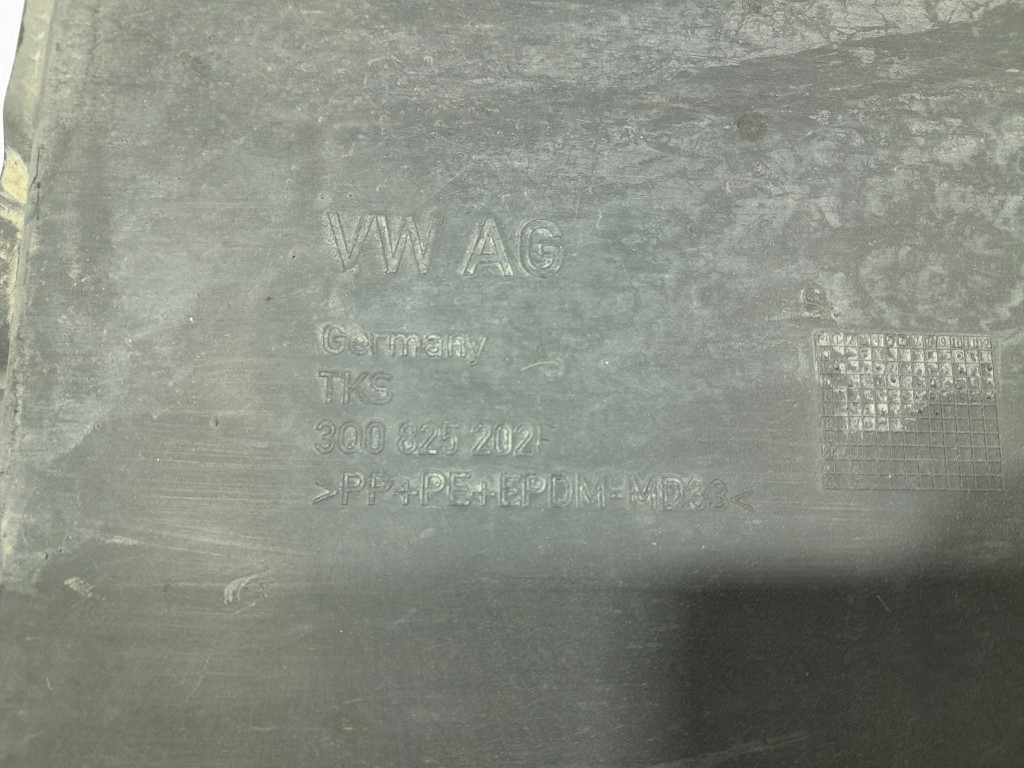 VW AG
Germany
TKS
3Q0 825 202F
>PP+PE+EPDM-MD33<
S